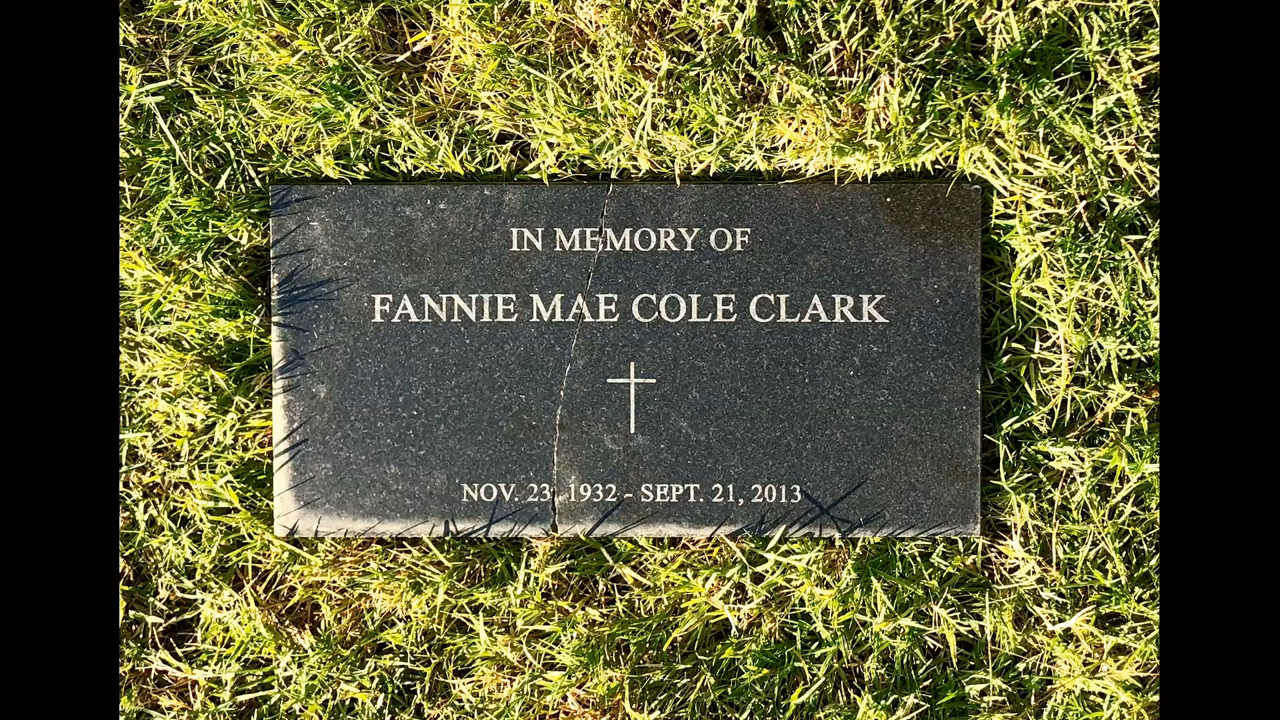 IN MEMORY OF
FANNIE MAE COLE CLARK
NOV. 23, 1932 - SEPT. 21, 2013